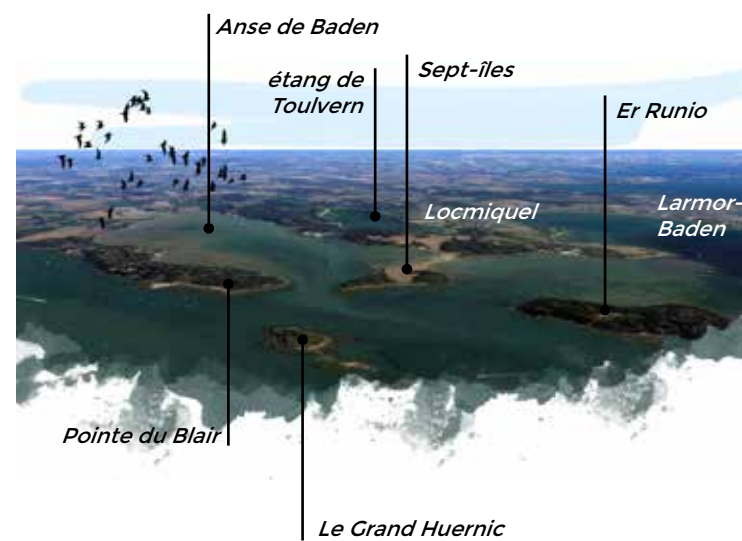 Anse de Baden
étang de
Toulvern
Sept-îles
Er Runio
Locmiquel
Larmor-
Baden
Pointe du Blair
Le Grand Huernic